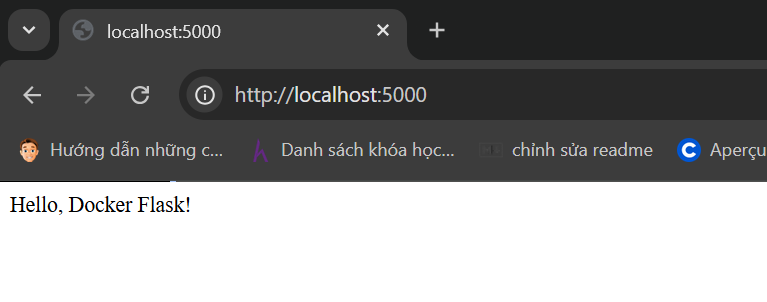 localhost:5000
http://localhost:5000
Hướng dẫn những c... Danh sách khóa học... chỉnh sửa readme Aperçu
Hello, Docker Flask!